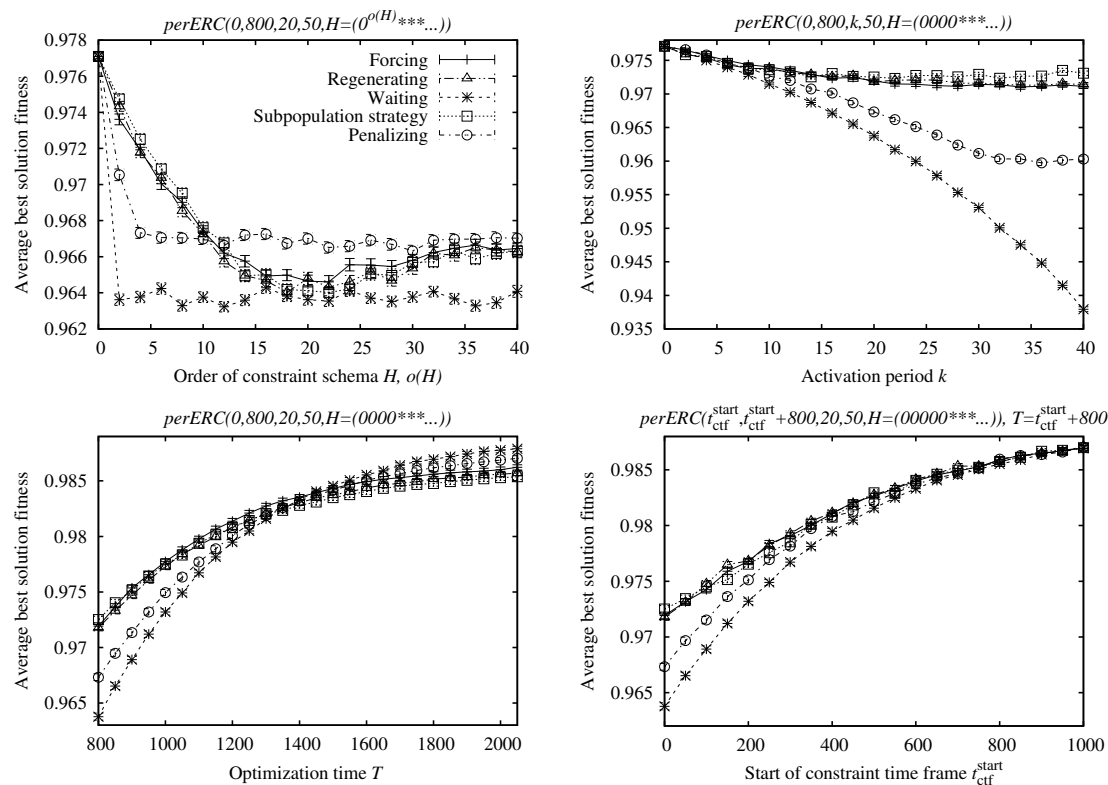 perERC(0,800,20,50,H=(0^o(H)***...))
Average best solution fitness
0.978
0.976
0.974
0.972
0.97
0.968
0.966
0.964
0.962
Forcing
Regenerating
Waiting
Subpopulation strategy
Penalizing
0 5 10 15 20 25 30 35 40
Order of constraint schema H, o(H)
perERC(0,800,k,50,H=(0000***...))
Average best solution fitness
0.975
0.97
0.965
0.96
0.955
0.95
0.945
0.94
0.935
0 5 10 15 20 25 30 35 40
Activation period k
perERC(0,800,20,50,H=(0000***...))
Average best solution fitness
0.985
0.98
0.975
0.97
0.965
800 1000 1200 1400 1600 1800 2000
Optimization time T
perERC(t_ctf^start,t_ctf^start+800,20,50,H=(00000***...)), T=t_ctf^start+800
Average best solution fitness
0.985
0.98
0.975
0.97
0.965
0 200 400 600 800 1000
Start of constraint time frame t_ctf^start